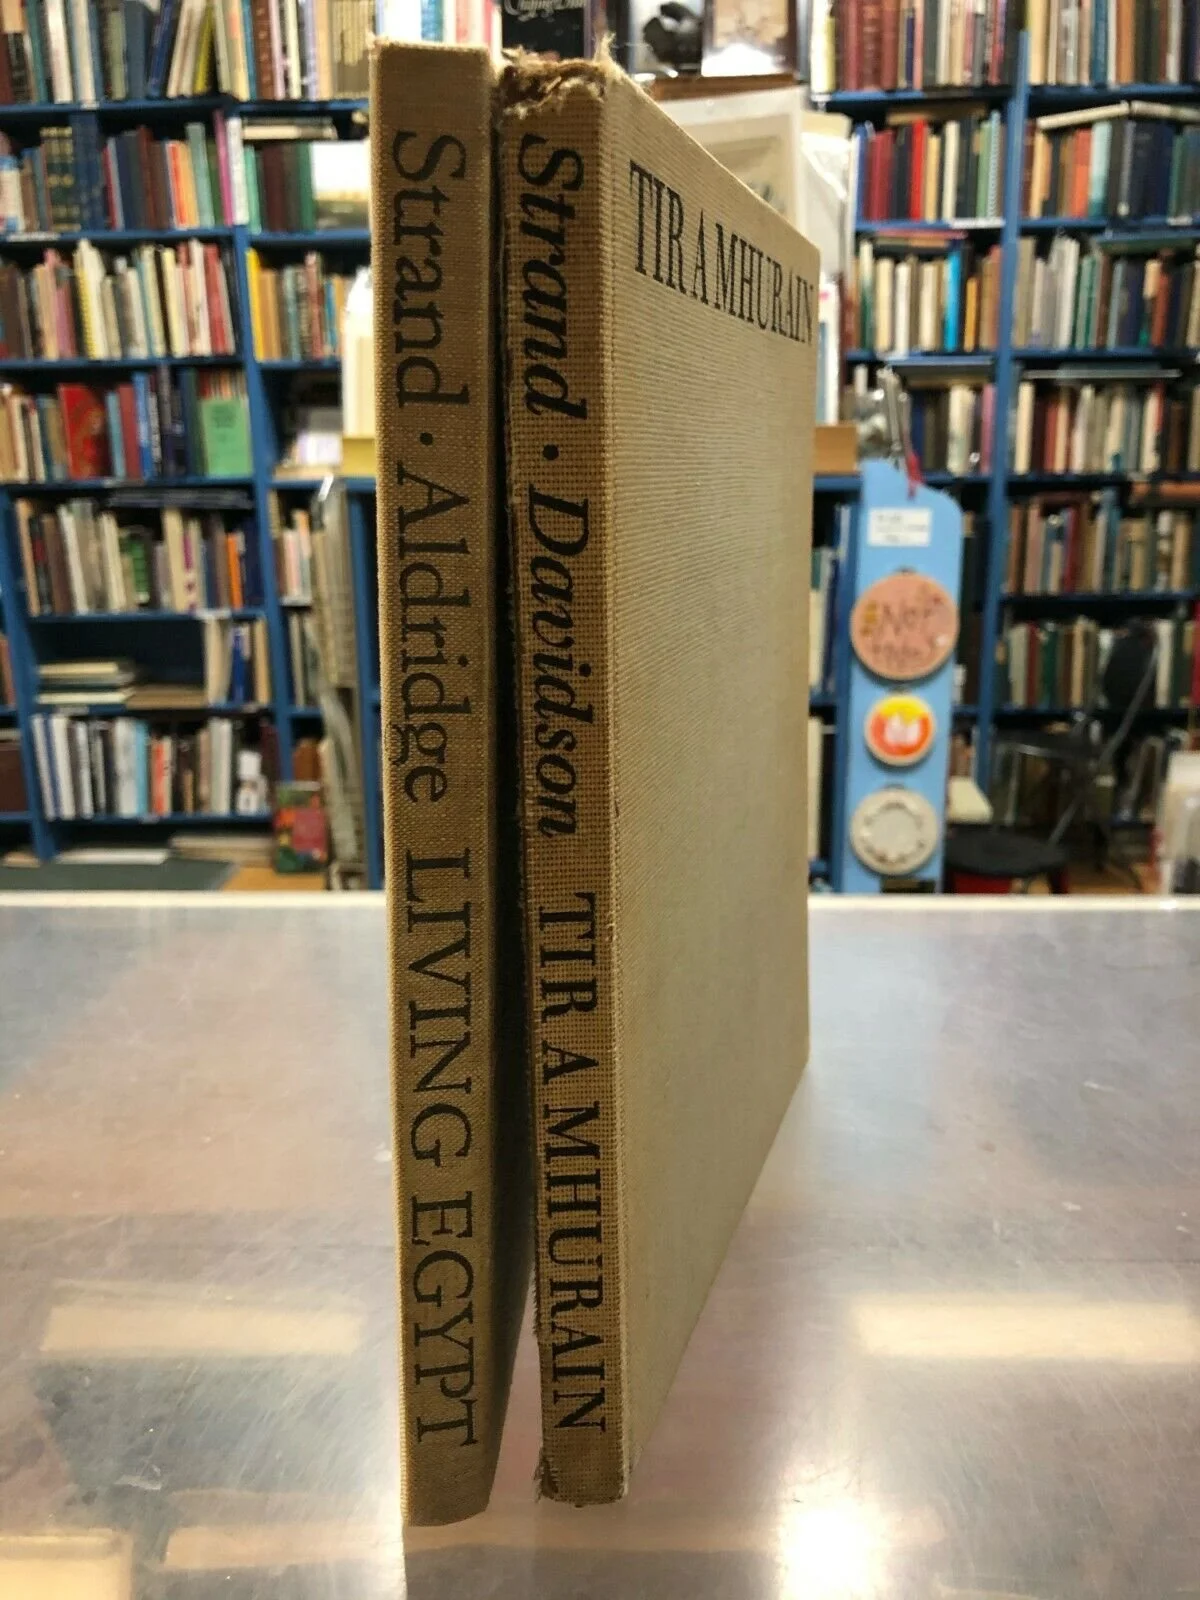 Strand · Aldridge LIVING EGYPT
Strand · Davidson TIR A MHURAIN
TIR A MHURAIN